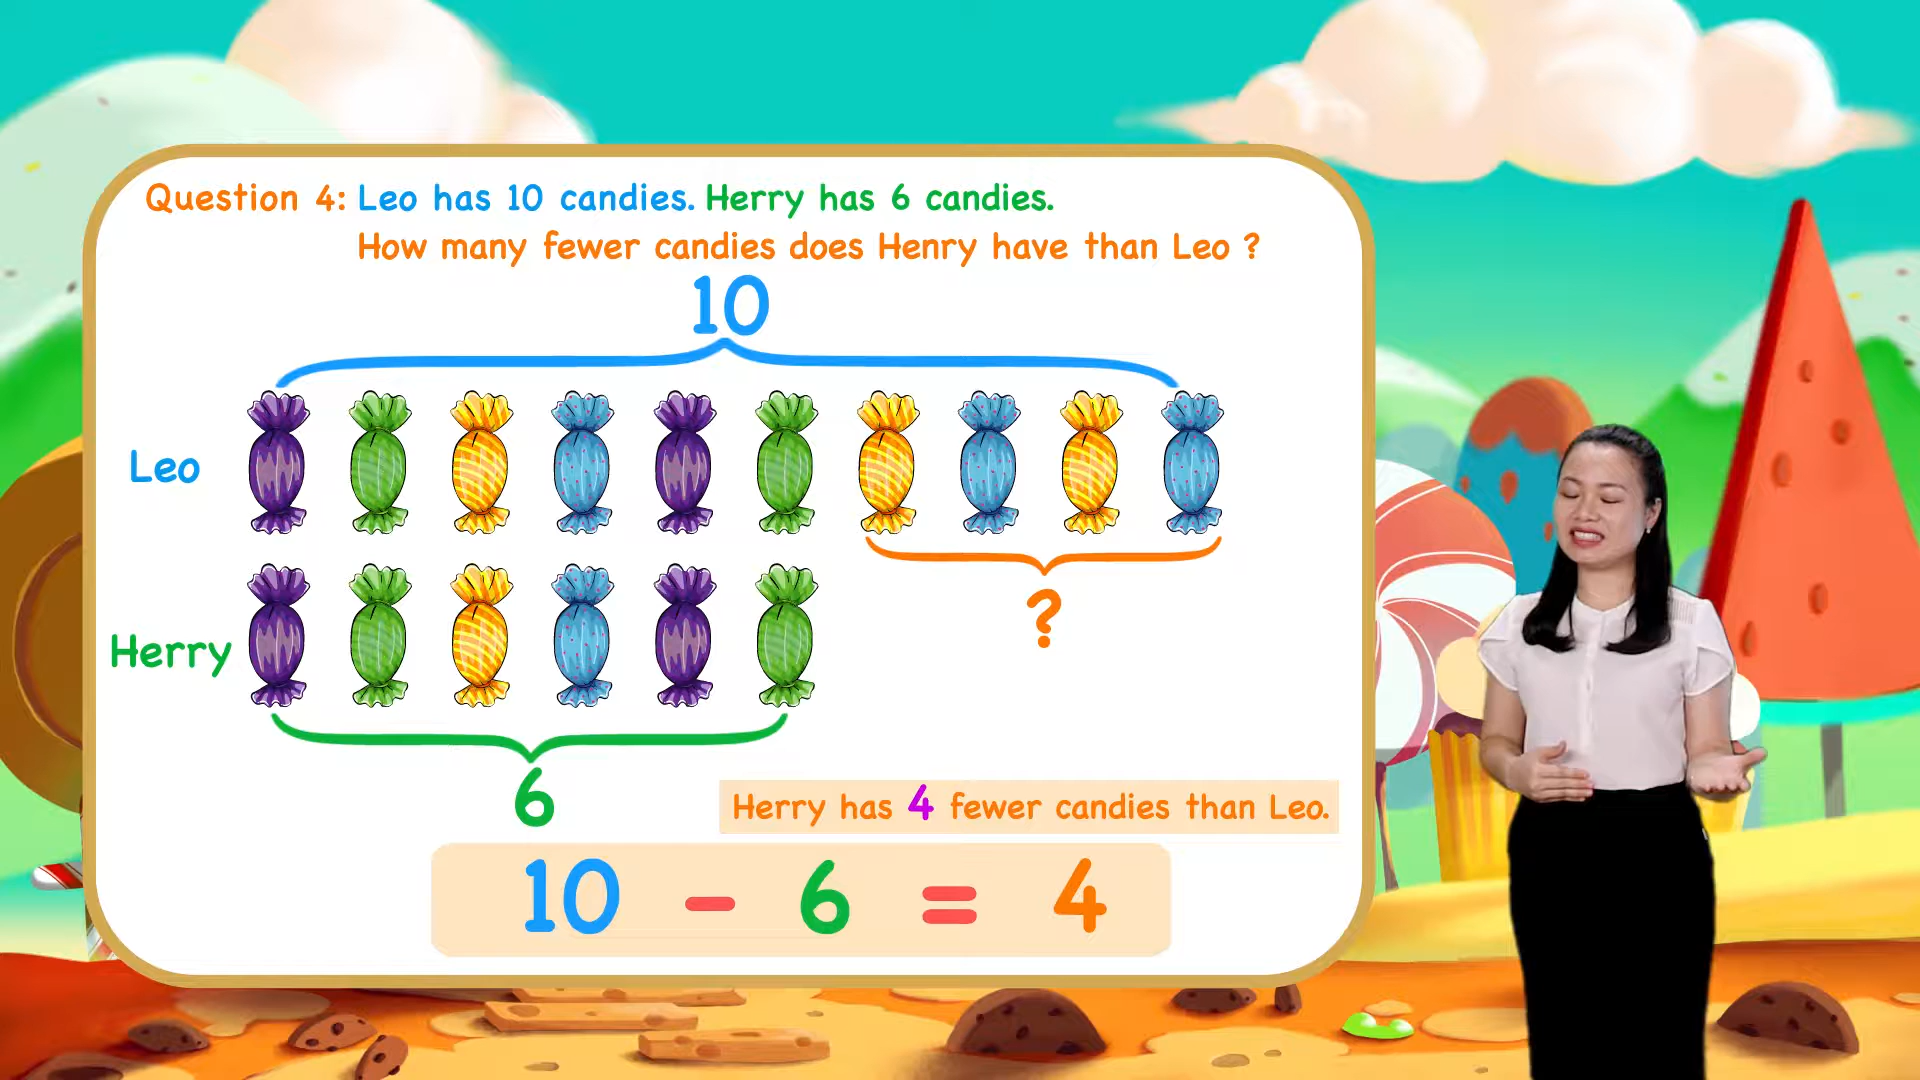 Question 4: Leo has 10 candies. Herry has 6 candies.
How many fewer candies does Henry have than Leo ?
10
Leo
?
Herry
6
Herry has 4 fewer candies than Leo.
10 - 6 = 4